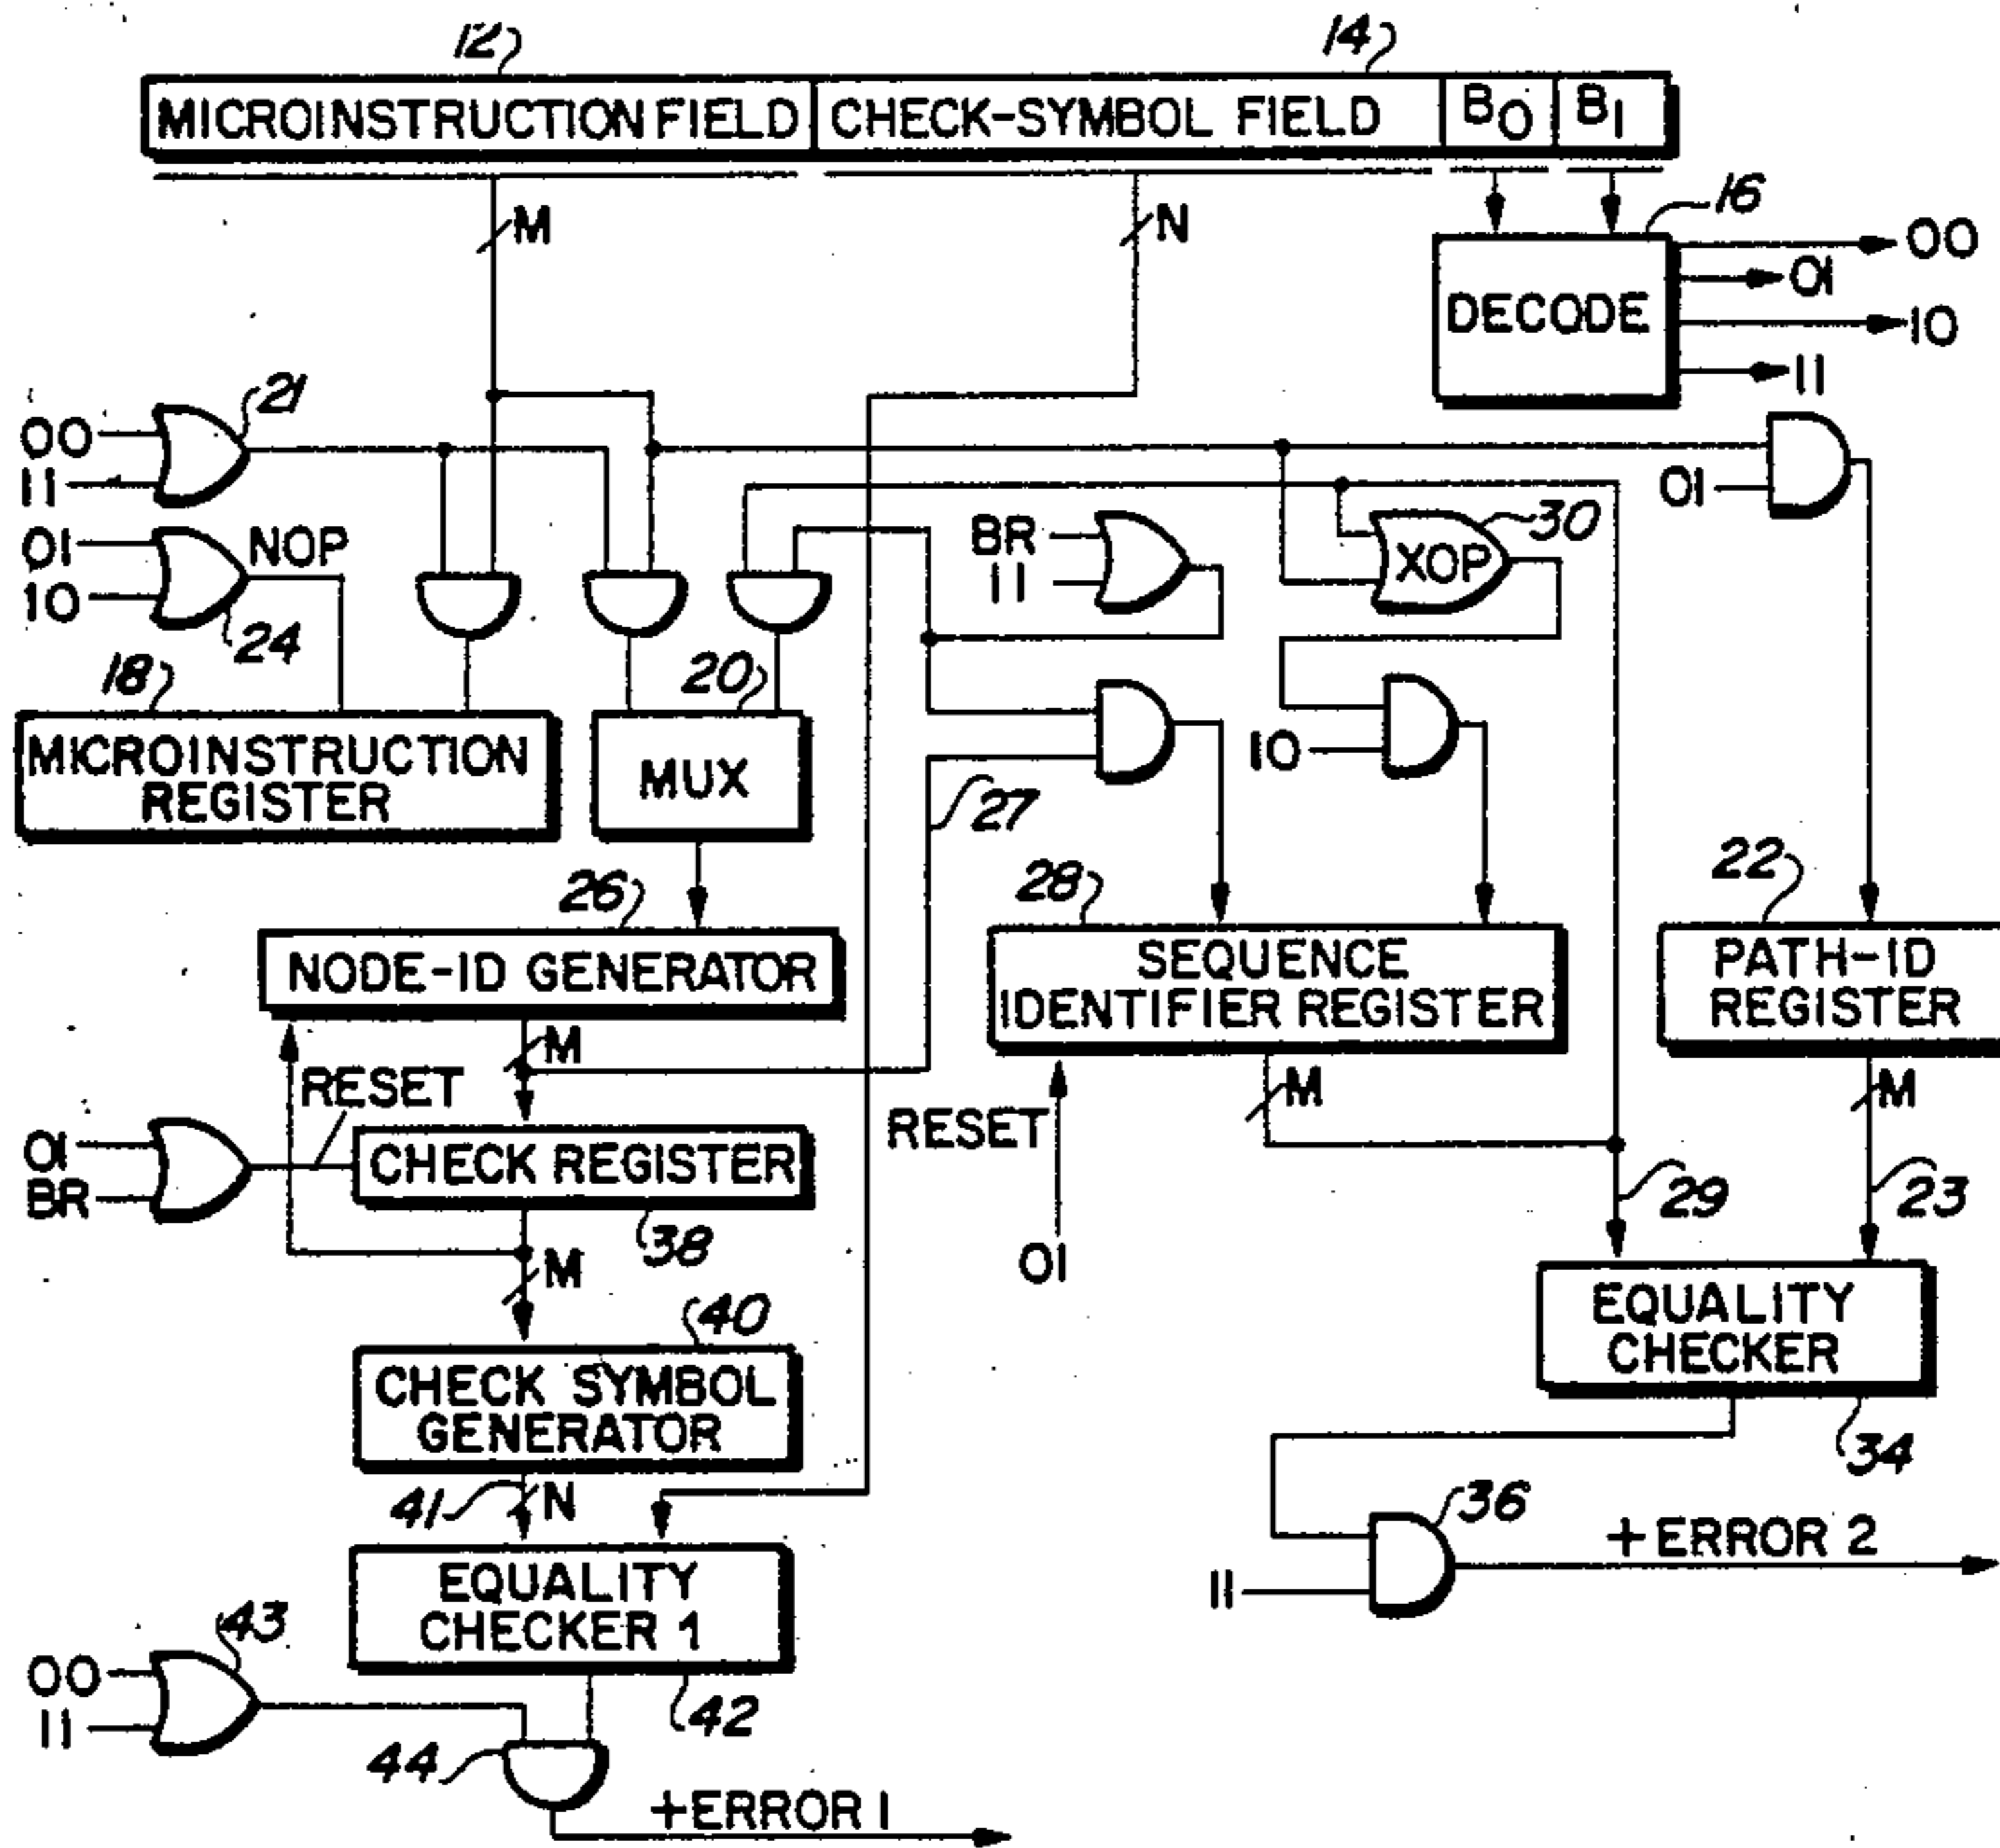 12 14
MICROINSTRUCTION FIELD CHECK-SYMBOL FIELD B0 B1
M N 16
DECODE 00
01
10
11
21
00
11
01 NOP
10
24
BR
11
XOP 30
01
18 20
MICROINSTRUCTION
REGISTER
MUX
10
27
26 28 22
NODE-ID GENERATOR
SEQUENCE
IDENTIFIER REGISTER
PATH-ID
REGISTER
M M M
RESET
RESET
01
BR
CHECK REGISTER
38
M
01
29 23
40
CHECK SYMBOL
GENERATOR
EQUALITY
CHECKER
34
41 N
36
+ERROR 2
11
EQUALITY
CHECKER 1
43
00
11
42
44
+ERROR 1